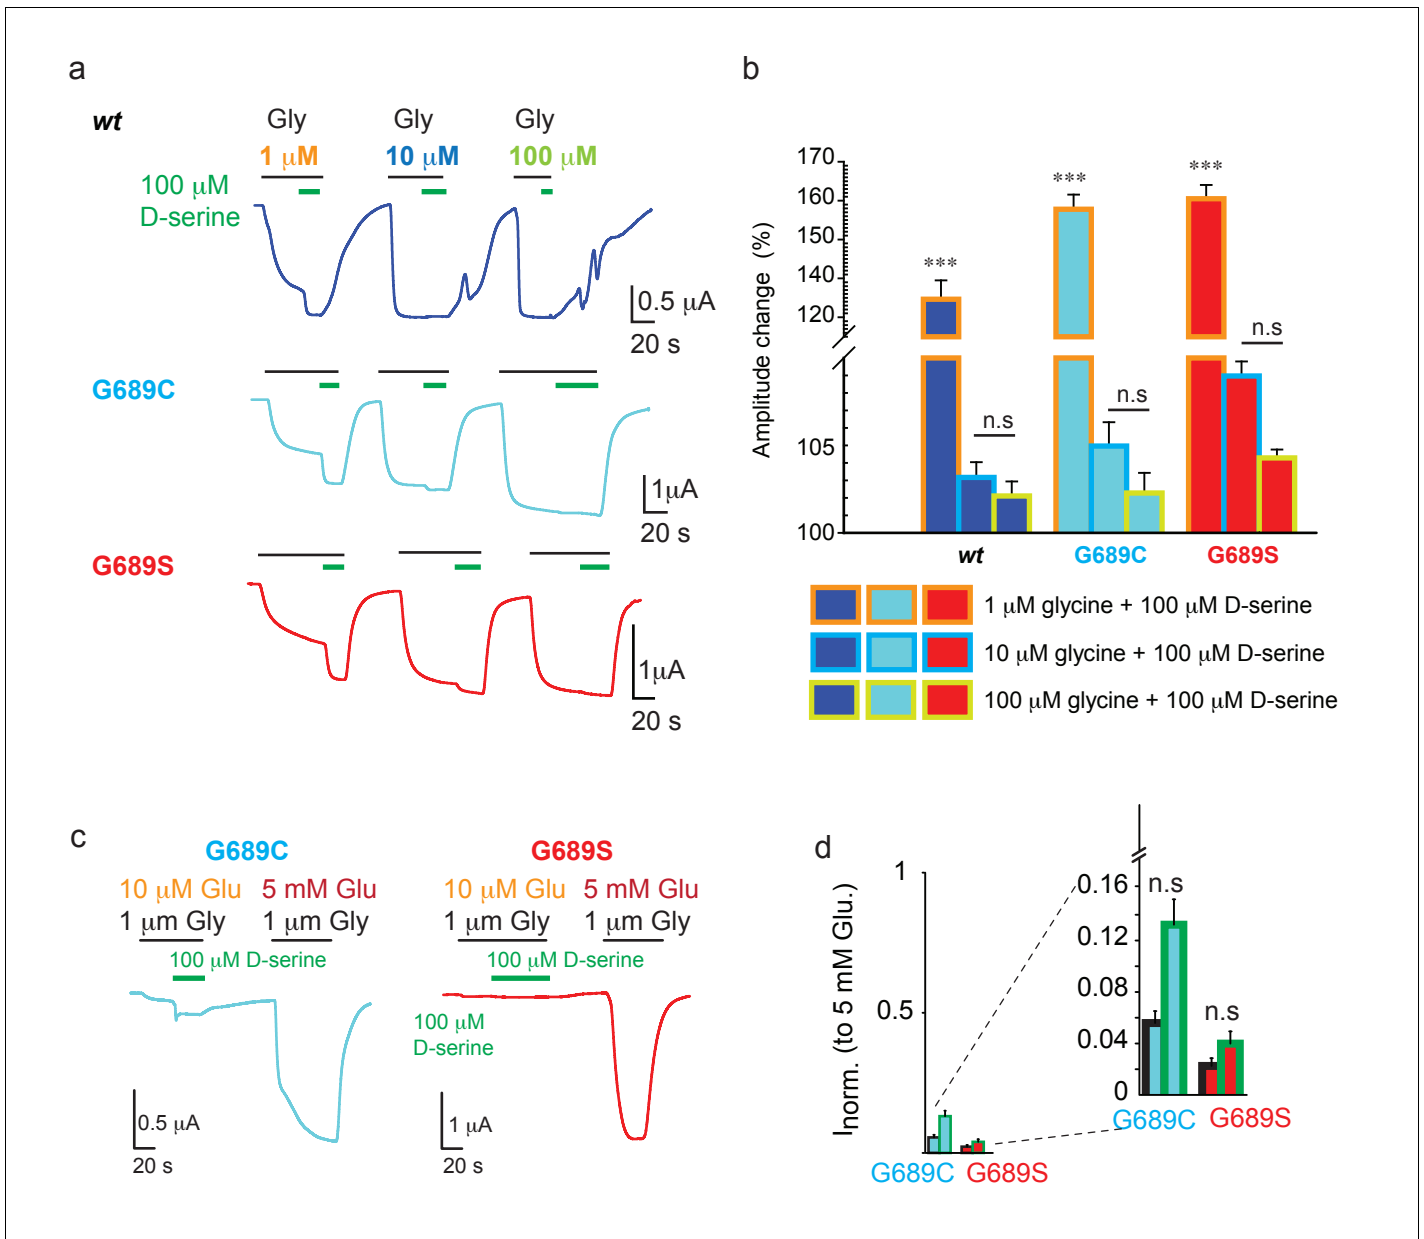 a
wt
Gly Gly Gly
1 μM 10 μM 100 μM
100 μM
D-serine
0.5 μA
20 s
G689C
1μA
20 s
G689S
1μA
20 s
b
Amplitude change (%)
170
160
150
140
120
105
100
***
n.s
***
n.s
***
n.s
wt G689C G689S
1 μM glycine + 100 μM D-serine
10 μM glycine + 100 μM D-serine
100 μM glycine + 100 μM D-serine
c
G689C
10 μM Glu 5 mM Glu
1 μm Gly 1 μm Gly
100 μM D-serine
0.5 μA
20 s
G689S
10 μM Glu 5 mM Glu
1 μm Gly 1 μm Gly
100 μM D-serine
100 μM
D-serine
1 μA
20 s
d
Inorm. (to 5 mM Glu.)
1
0.5
G689C G689S
0.16
0.12
0.08
0.04
0
n.s
n.s
G689C G689S